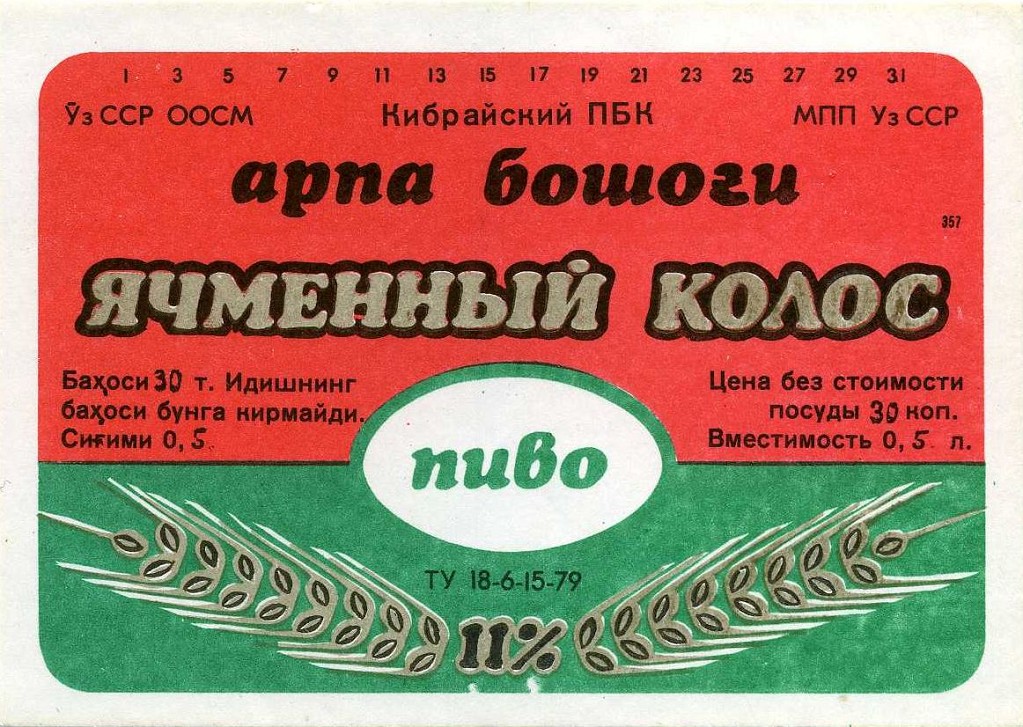 1 3 5 7 9 11 13 15 17 19 21 23 25 27 29 31
Ўз ССР ООСМ Кибрайский ПБК МПП Уз ССР
арпа бошоги
357
ЯЧМЕННЫЙ КОЛОС
Баҳоси 30 т. Идишнинг
баҳоси бунга кирмайди.
Сиғими 0,5
Цена без стоимости
посуды 30 коп.
Вместимость 0,5 л.
пиво
ТУ 18-6-15-79
11%